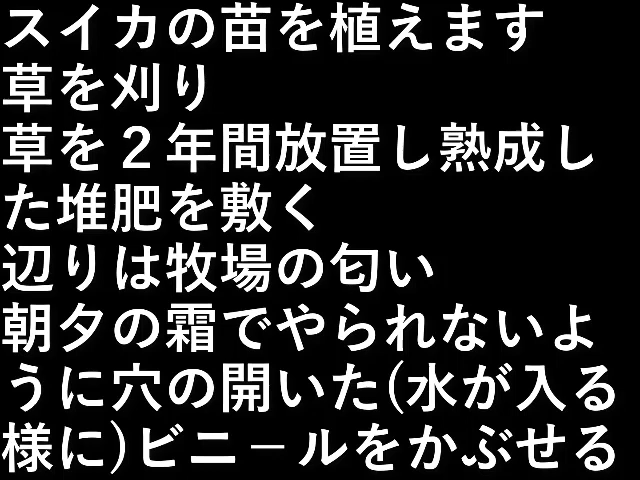 スイカの苗を植えます
草を刈り
草を２年間放置し熟成し
た堆肥を敷く
辺りは牧場の匂い
朝夕の霜でやられないよ
うに穴の開いた(水が入る
様に)ビニールをかぶせる